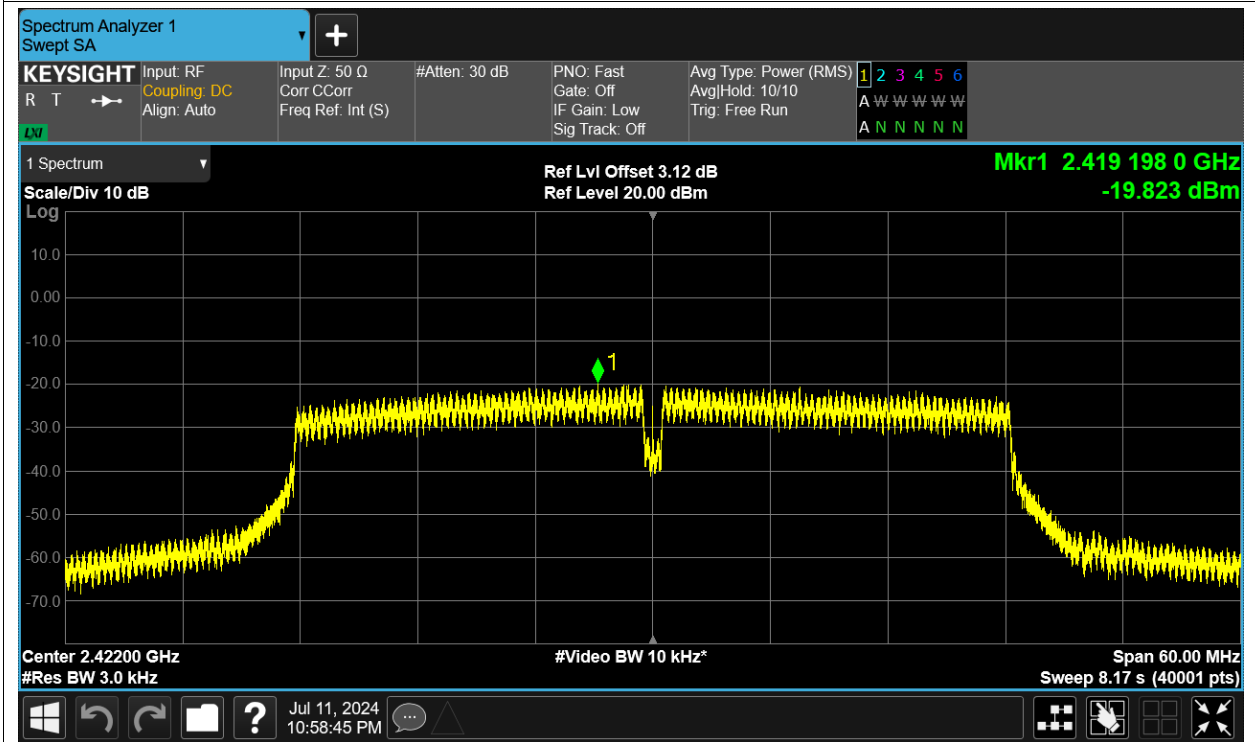 Spectrum Analyzer 1
Swept SA
+
KEYSIGHT
R T
LXI
Input: RF
Coupling: DC
Align: Auto
Input Z: 50 Ω
Corr CCorr
Freq Ref: Int (S)
#Atten: 30 dB
PNO: Fast
Gate: Off
IF Gain: Low
Sig Track: Off
Avg Type: Power (RMS)
Avg|Hold: 10/10
Trig: Free Run
1 2 3 4 5 6
A W W W W W
A N N N N N
1 Spectrum
Scale/Div 10 dB
Log
Ref Lvl Offset 3.12 dB
Ref Level 20.00 dBm
Mkr1 2.419 198 0 GHz
-19.823 dBm
10.0
0.00
-10.0
-20.0
-30.0
-40.0
-50.0
-60.0
-70.0
1
Center 2.42200 GHz
#Res BW 3.0 kHz
#Video BW 10 kHz*
Span 60.00 MHz
Sweep 8.17 s (40001 pts)
?
Jul 11, 2024
10:58:45 PM